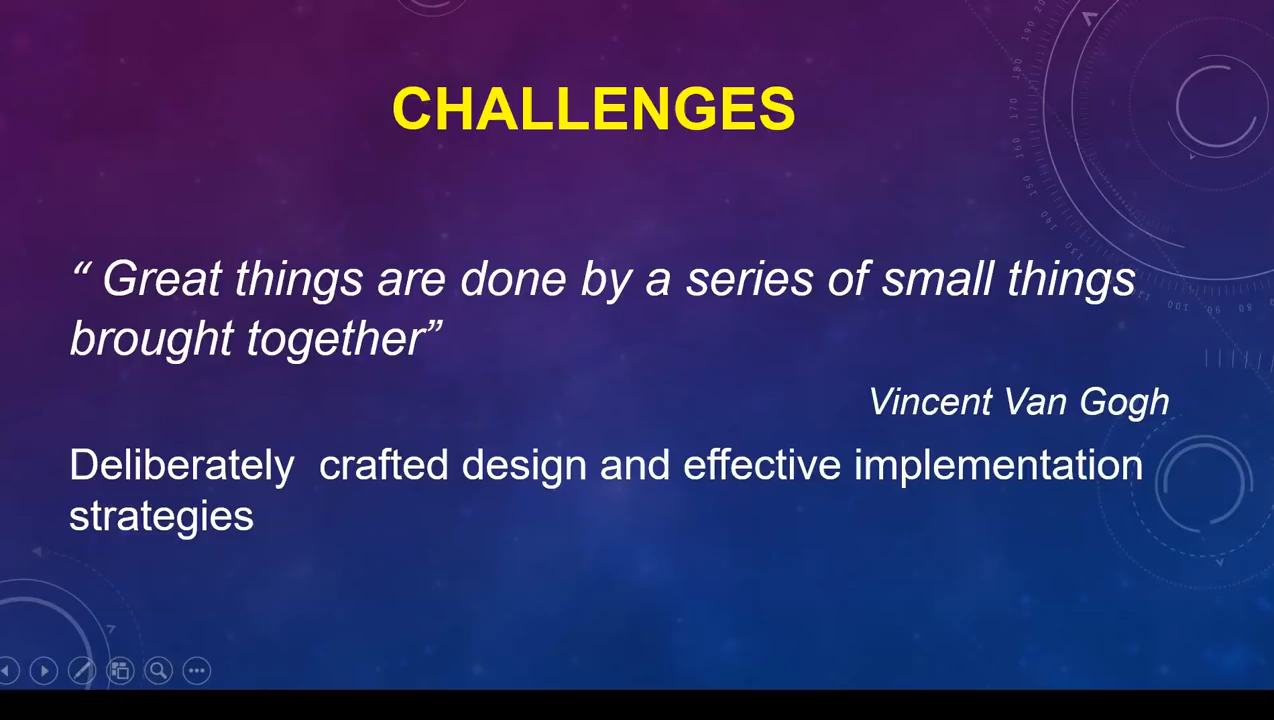 CHALLENGES
“ Great things are done by a series of small things
brought together”
Vincent Van Gogh
Deliberately  crafted design and effective implementation
strategies